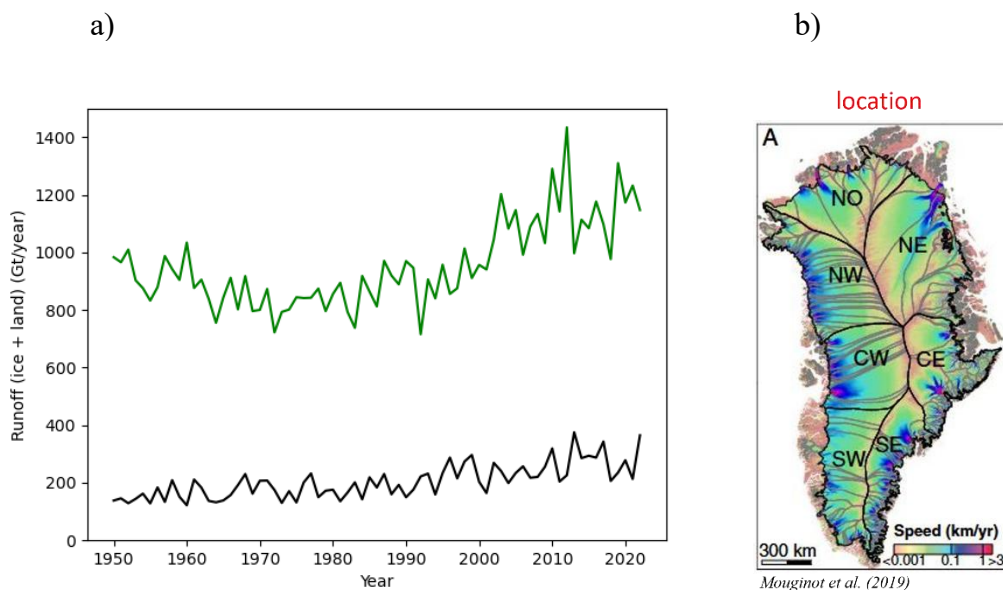 a)
b)
location
1400
1200
1000
800
600
400
200
0
Runoff (ice + land) (Gt/year)
1950 1960 1970 1980 1990 2000 2010 2020
Year
A
NO
NE
NW
CW
CE
SE
SW
Speed (km/yr)
300 km
<0.001 0.1 1 >3
Mouginot et al. (2019)